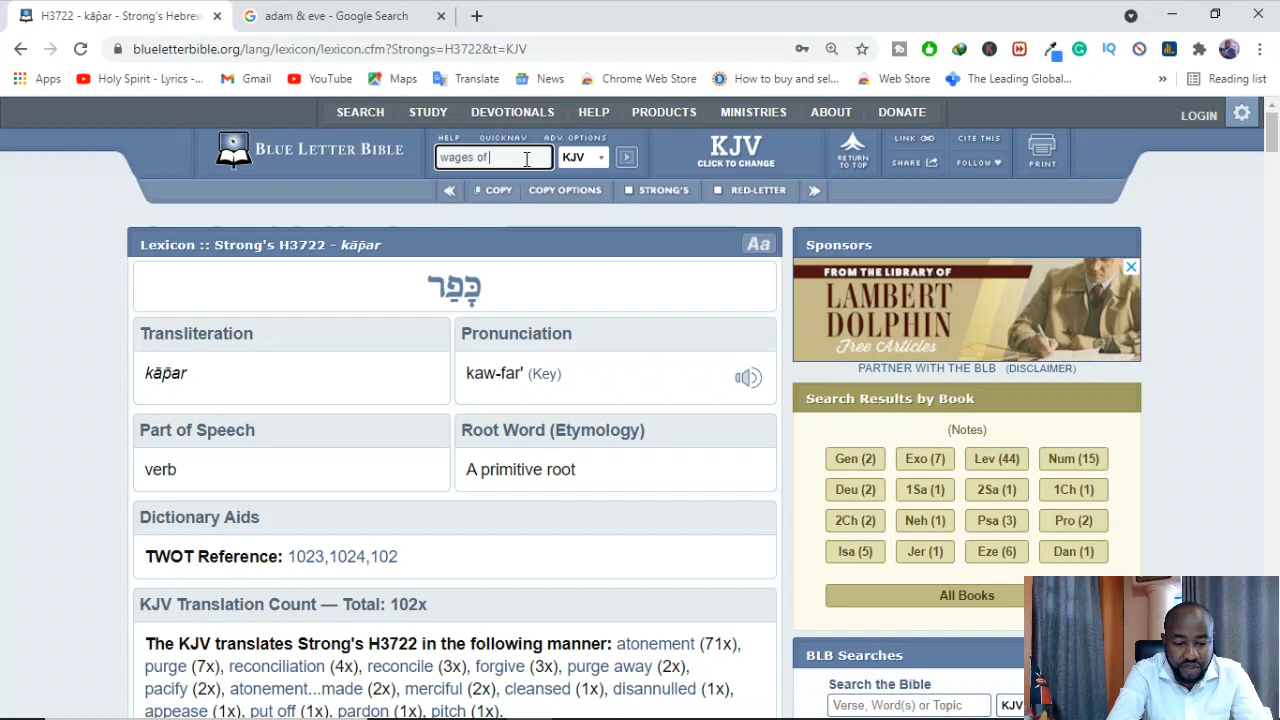 H3722 - kāp̄ar - Strong's Hebrew
adam & eve - Google Search
blueletterbible.org/lang/lexicon/lexicon.cfm?Strongs=H3722&t=KJV
Apps Holy Spirit - Lyrics -... Gmail YouTube Maps Translate News Chrome Web Store How to buy and sel... Web Store The Leading Global... » Reading list
SEARCH STUDY DEVOTIONALS HELP PRODUCTS MINISTRIES ABOUT DONATE LOGIN
HELP QUICKNAV ADV. OPTIONS
BLUE LETTER BIBLE
wages of
KJV
KJV
CLICK TO CHANGE
RETURN
TO TOP
LINK
CITE THIS
SHARE
FOLLOW
PRINT
COPY COPY OPTIONS STRONG'S RED-LETTER
Lexicon :: Strong's H3722 - kāp̄ar
Aa
כָּפַר
Transliteration
kāp̄ar
Pronunciation
kaw-far' (Key)
Part of Speech
verb
Root Word (Etymology)
A primitive root
Dictionary Aids
TWOT Reference: 1023,1024,102
KJV Translation Count — Total: 102x
The KJV translates Strong's H3722 in the following manner: atonement (71x),
purge (7x), reconciliation (4x), reconcile (3x), forgive (3x), purge away (2x),
pacify (2x), atonement...made (2x), merciful (2x), cleansed (1x), disannulled (1x),
appease (1x), put off (1x), pardon (1x), pitch (1x).
Sponsors
FROM THE LIBRARY OF
LAMBERT
DOLPHIN
Free Articles
PARTNER WITH THE BLB (DISCLAIMER)
Search Results by Book
(Notes)
Gen (2) Exo (7) Lev (44) Num (15)
Deu (2) 1Sa (1) 2Sa (1) 1Ch (1)
2Ch (2) Neh (1) Psa (3) Pro (2)
Isa (5) Jer (1) Eze (6) Dan (1)
All Books
BLB Searches
Search the Bible
Verse, Word(s) or Topic
KJV